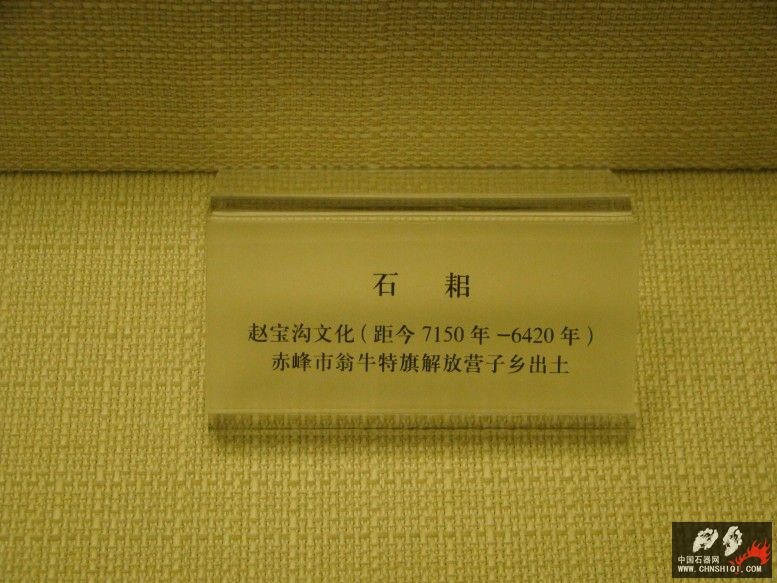 石 耜
赵宝沟文化(距今7150年-6420年)
赤峰市翁牛特旗解放营子乡出土
中国石器网
WWW.CHNSHIQI.COM